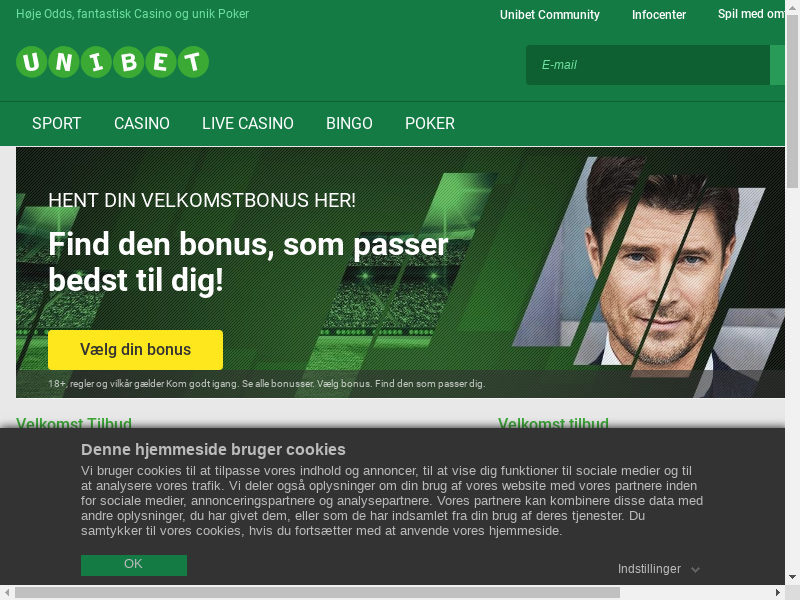 Høje Odds, fantastisk Casino og unik Poker
Unibet Community
Infocenter
Spil med om
UNIBET
E-mail
SPORT
CASINO
LIVE CASINO
BINGO
POKER
HENT DIN VELKOMSTBONUS HER!
Find den bonus, som passer
bedst til dig!
Vælg din bonus
18+, regler og vilkår gælder Kom godt igang. Se alle bonusser. Vælg bonus. Find den som passer dig.
Velkomst Tilbud
Velkomst tilbud
Denne hjemmeside bruger cookies
Vi bruger cookies til at tilpasse vores indhold og annoncer, til at vise dig funktioner til sociale medier og til
at analysere vores trafik. Vi deler også oplysninger om din brug af vores website med vores partnere inden
for sociale medier, annonceringspartnere og analysepartnere. Vores partnere kan kombinere disse data med
andre oplysninger, du har givet dem, eller som de har indsamlet fra din brug af deres tjenester. Du
samtykker til vores cookies, hvis du fortsætter med at anvende vores hjemmeside.
OK
Indstillinger